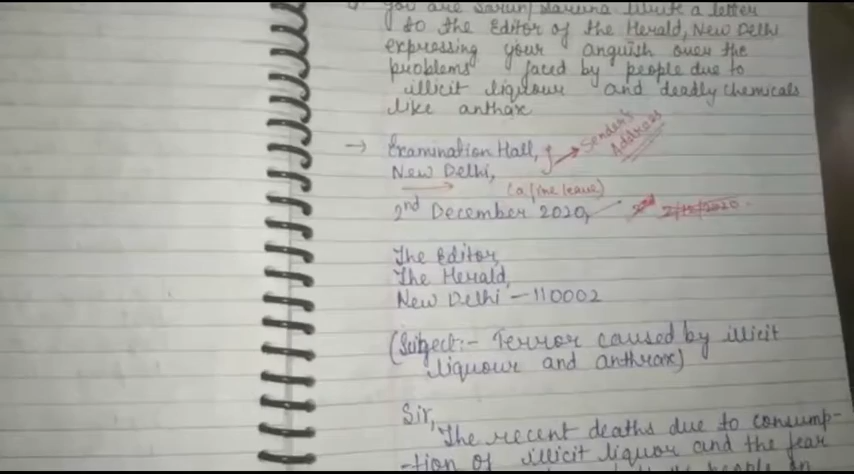 you are Sarun/Saruna write a letter
to the Editor of the Herald, New Delhi
expressing your anguish over the
problems faced by people due to
illicit liquour and deadly chemicals
like anthax
→ Examination Hall, } → Sender's Address
New Delhi,
(a line leave)
2nd December 2020,
The Editor,
The Herald,
New Delhi - 110002
(Subject:- Terror caused by illicit
liquour and anthrax)
Sir,
The recent deaths due to consump-
-tion of illicit liquor and the fear
people in